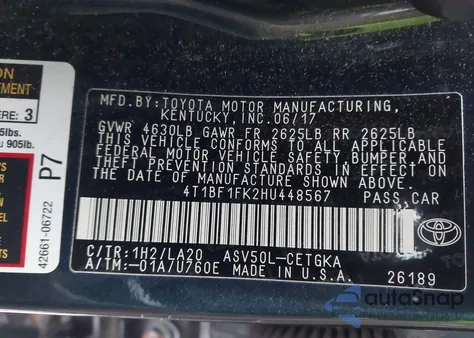 ON
EMENT
ERE: 3
5lbs.
u 905lb.
P7
42661-06722
MFD.BY: TOYOTA MOTOR MANUFACTURING,
KENTUCKY, INC. 06/17
GVWR 4630LB GAWR FR 2625LB RR 2625LB
THIS VEHICLE CONFORMS TO ALL APPLICABLE
FEDERAL MOTOR VEHICLE SAFETY, BUMPER, AND
THEFT PREVENTION STANDARDS IN EFFECT ON
THE DATE OF MANUFACTURE SHOWN ABOVE.
4T1BF1FK2HU448567 PASS.CAR
C/TR: 1H2/LA20 ASV50L-CETGKA
A/TM: -01A/U760E MADE IN U.S.A.
TOYOTA
26189
autoSnap